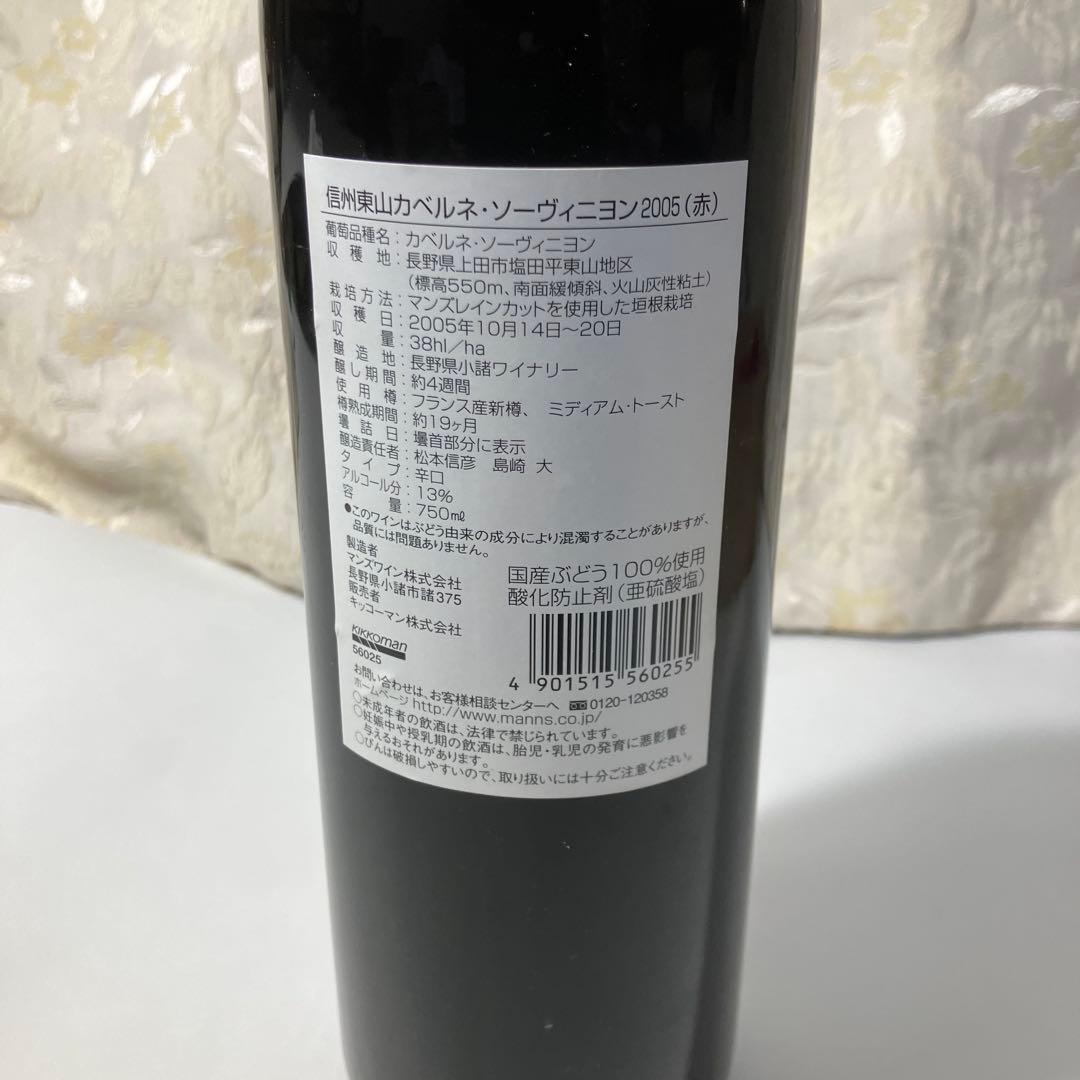 信州東山カベルネ・ソーヴィニヨン2005(赤)
葡萄品種名:カベルネ・ソーヴィニヨン
収穫地:長野県上田市塩田平東山地区
(標高550m、南面緩傾斜、火山灰性粘土)
栽培方法:マンズレインカットを使用した垣根栽培
収穫日:2005年10月14日〜20日
収量:38hl/ha
醸造地:長野県小諸ワイナリー
醸し期間:約4週間
使用樽:フランス産新樽、ミディアム・トースト
樽熟成期間:約19ヶ月
壜詰日:壜首部分に表示
醸造責任者:松本信彦 島崎 大
タイプ:辛口
アルコール分:13%
容量:750㎖
●このワインはぶどう由来の成分により混濁することがありますが、
品質には問題ありません。
製造者
マンズワイン株式会社
長野県小諸市諸375
販売者
キッコーマン株式会社
kikkoman
56025
国産ぶどう100%使用
酸化防止剤(亜硫酸塩)
4 901515 560255
お問い合わせは、お客様相談センターへ 0120-120358
ホームページ http://www.manns.co.jp/
○未成年者の飲酒は、法律で禁じられています。
○妊娠中や授乳期の飲酒は、胎児・乳児の発育に悪影響を
与えるおそれがあります。
○びんは破損しやすいので、取り扱いには十分ご注意ください。